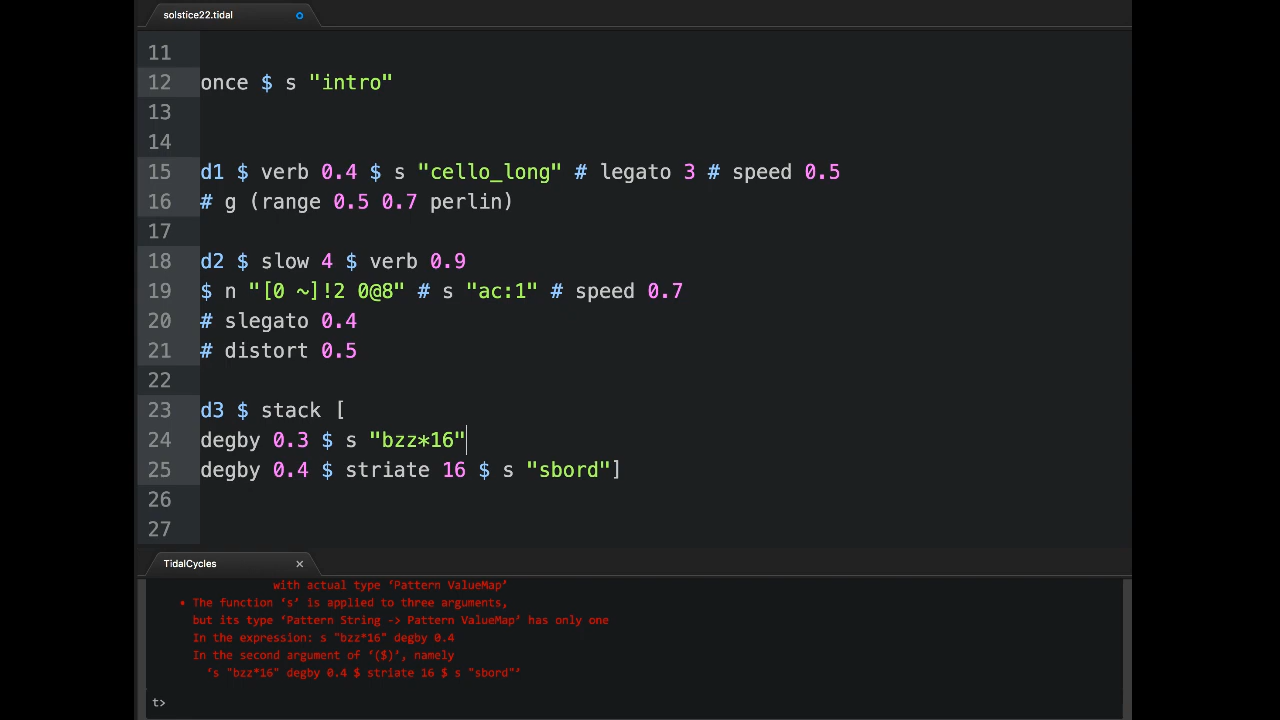 solstice22.tidal
11
12 once $ s "intro"
13
14
15 d1 $ verb 0.4 $ s "cello_long" # legato 3 # speed 0.5
16 # g (range 0.5 0.7 perlin)
17
18 d2 $ slow 4 $ verb 0.9
19 $ n "[0 ~]!2 0@8" # s "ac:1" # speed 0.7
20 # slegato 0.4
21 # distort 0.5
22
23 d3 $ stack [
24 degby 0.3 $ s "bzz*16"
25 degby 0.4 $ striate 16 $ s "sbord"]
26
27
TidalCycles ×
with actual type ‘Pattern ValueMap’
• The function ‘s’ is applied to three arguments,
but its type ‘Pattern String -> Pattern ValueMap’ has only one
In the expression: s "bzz*16" degby 0.4
In the second argument of ‘($)’, namely
‘s "bzz*16" degby 0.4 $ striate 16 $ s "sbord"’
t>